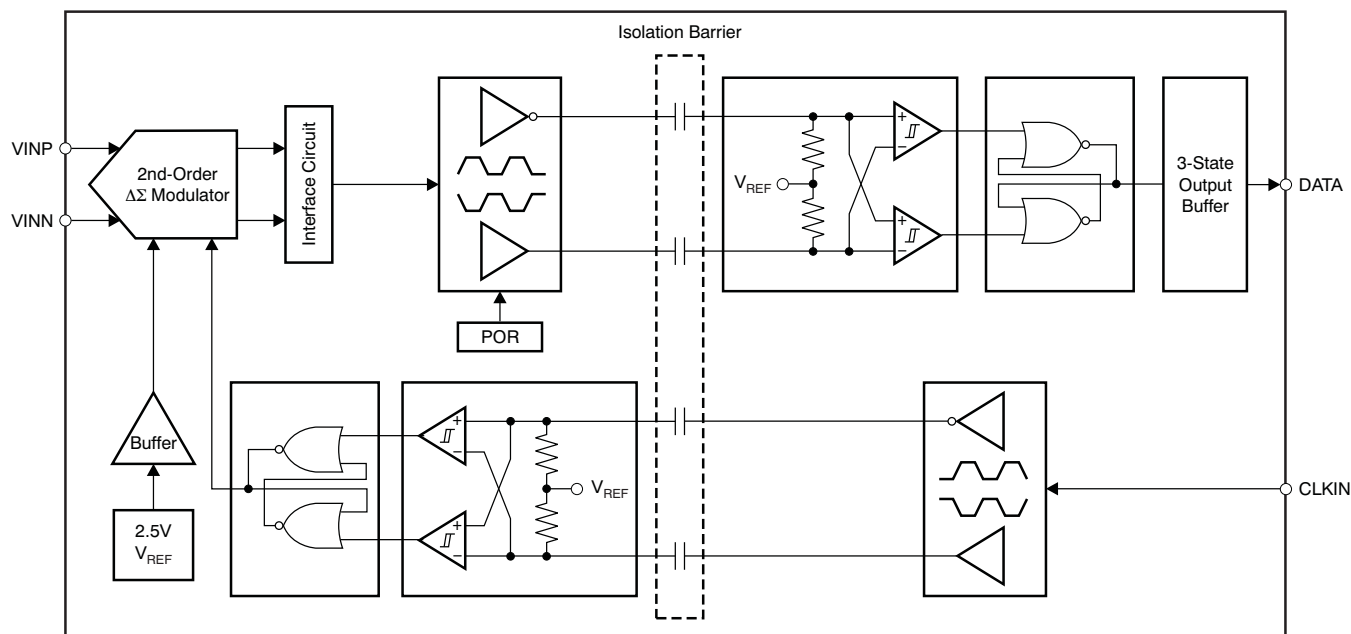 Isolation Barrier
VINP
VINN
2nd-Order
ΔΣ Modulator
Interface Circuit
POR
VREF
+
−
+
−
3-State
Output
Buffer
DATA
Buffer
2.5V
VREF
+
−
+
−
VREF
CLKIN